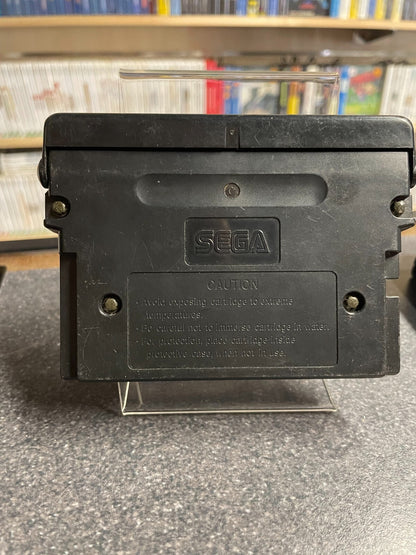 SEGA
CAUTION
• Avoid exposing cartridge to extreme
temperatures.
• Be careful not to immerse cartridge in water.
• For protection, place cartridge inside
protective case, when not in use.